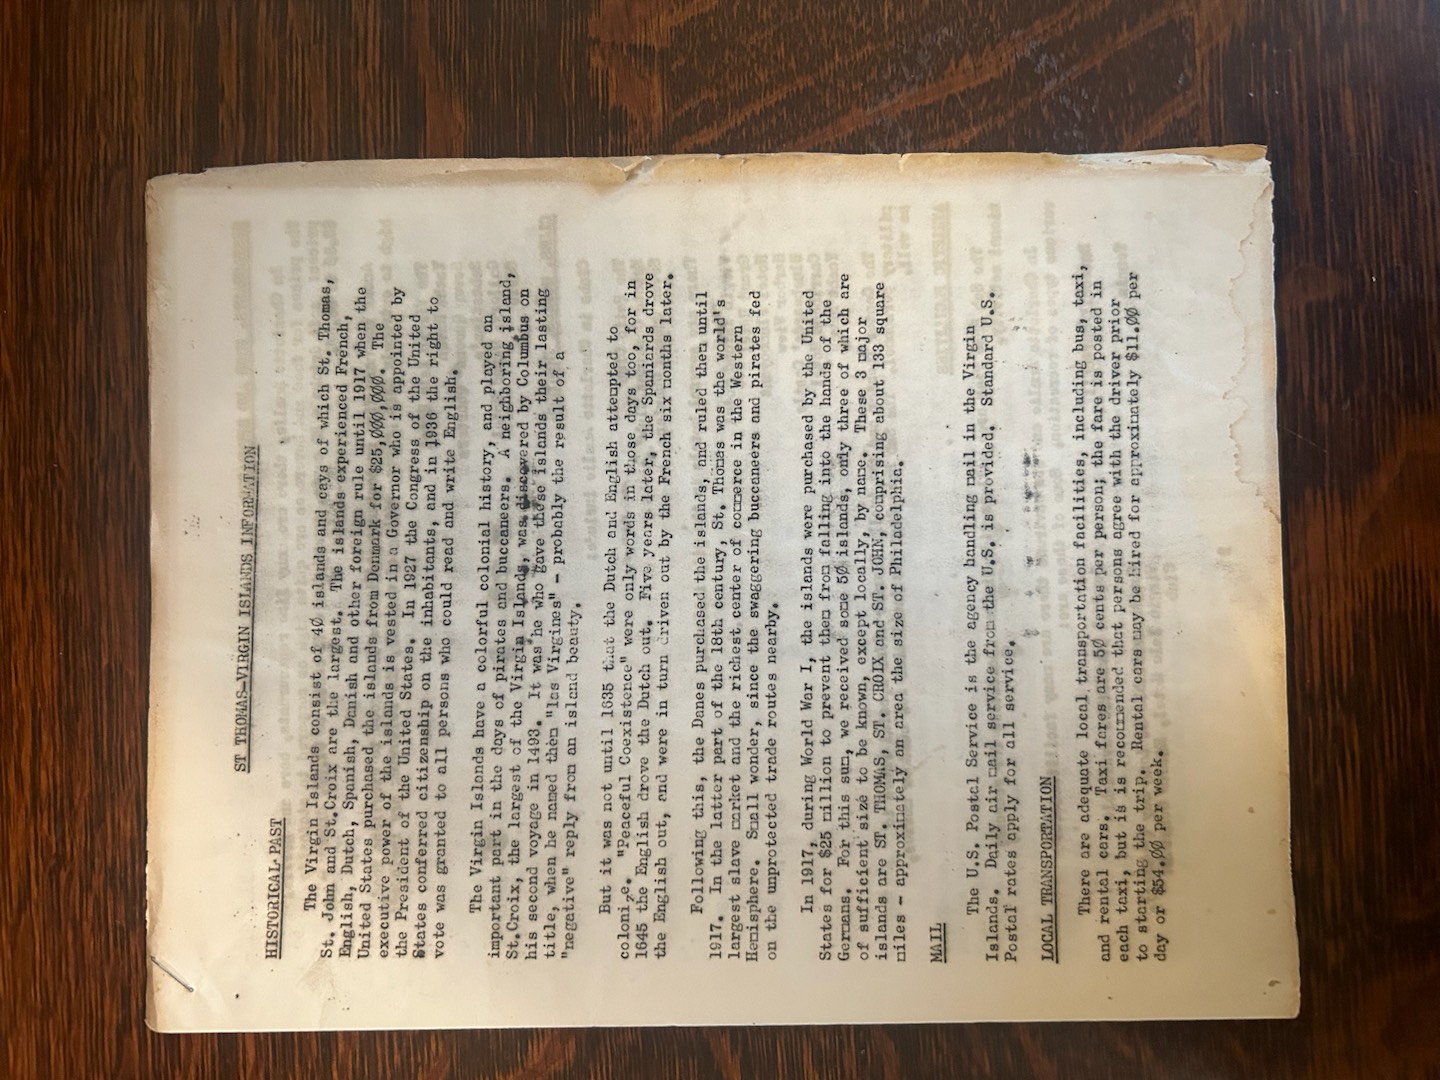 ST THOMAS-VIRGIN ISLANDS INFORMATION
HISTORICAL PAST
The Virgin Islands consist of 4Ø islands and cays of which St. Thomas,
St. John and St.Croix are the largest. The islands experienced French,
English, Dutch, Spanish, Danish and other foreign rule until 1917 when the
United States purchased the islands from Denmark for $25,ØØØ,ØØØ. The
executive power of the islands is vested in a Governor who is appointed by
the President of the United States. In 1927 the Congress of the United
States conferred citizenship on the inhabitants, and in 1936 the right to
vote was granted to all persons who could read and write English.
The Virgin Islands have a colorful colonial history, and played an
important part in the days of pirates and buccaneers. A neighboring island,
St.Croix, the largest of the Virgin Islands, was discovered by Columbus on
his second voyage in 1493. It was he who gave these islands their lasting
title, when he named them "las Virgines" - probably the result of a
"negative" reply from an island beauty.
But it was not until 1635 that the Dutch and English attempted to
colonize. "Peaceful Coexistence" were only words in those days too, for in
1645 the English drove the Dutch out. Five years later, the Spaniards drove
the English out, and were in turn driven out by the French six months later.
Following this, the Danes purchased the islands, and ruled them until
1917. In the latter part of the 18th century, St. Thomas was the world's
largest slave market and the richest center of commerce in the Western
Hemisphere. Small wonder, since the swaggering buccaneers and pirates fed
on the unprotected trade routes nearby.
In 1917, during World War I, the islands were purchased by the United
States for $25 million to prevent them from falling into the hands of the
Germans. For this sum, we received some 5Ø islands, only three of which are
of sufficient size to be known, except locally, by name. These 3 major
islands are ST. THOMAS, ST. CROIX and ST. JOHN, comprising about 133 square
miles - approximately an area the size of Philadelphia.
MAIL
The U.S. Postal Service is the agency handling mail in the Virgin
Islands. Daily air mail service from the U.S. is provided. Standard U.S.
Postal rates apply for all service.
LOCAL TRANSPORTATION
There are adequate local transportation facilities, including bus, taxi,
and rental cars. Taxi fares are 5Ø cents per person; the fare is posted in
each taxi, but is is recommended that persons agree with the driver prior
to starting the trip. Rental cars may be hired for approximately $11.ØØ per
day or $54.ØØ per week.